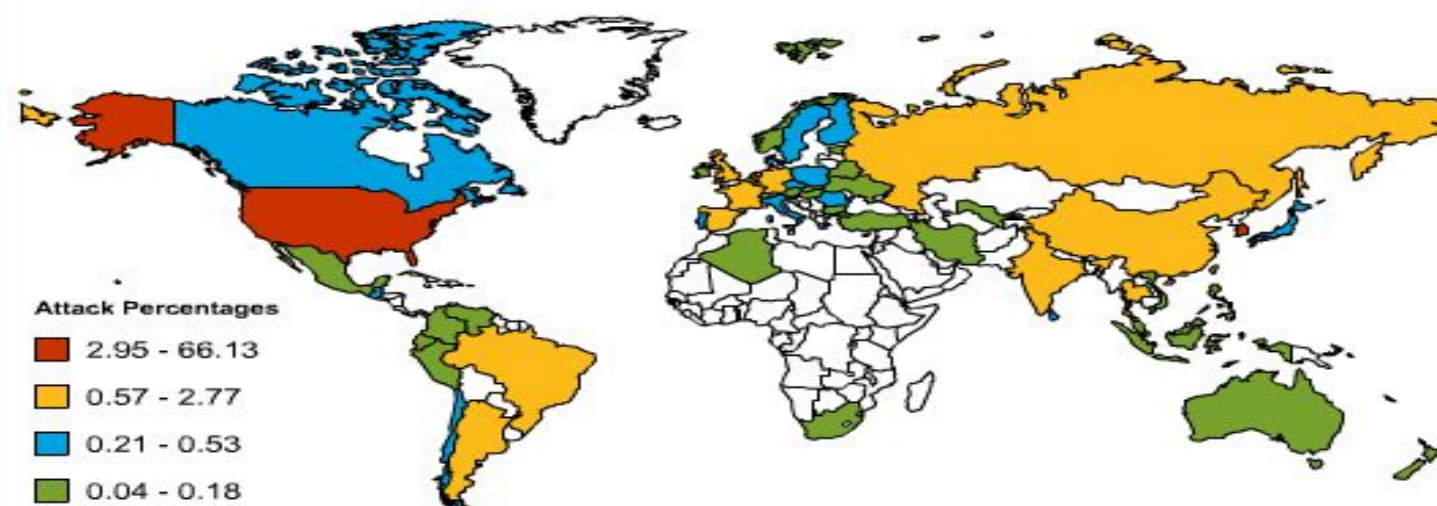 Attack Percentages
2.95 - 66.13
0.57 - 2.77
0.21 - 0.53
0.04 - 0.18